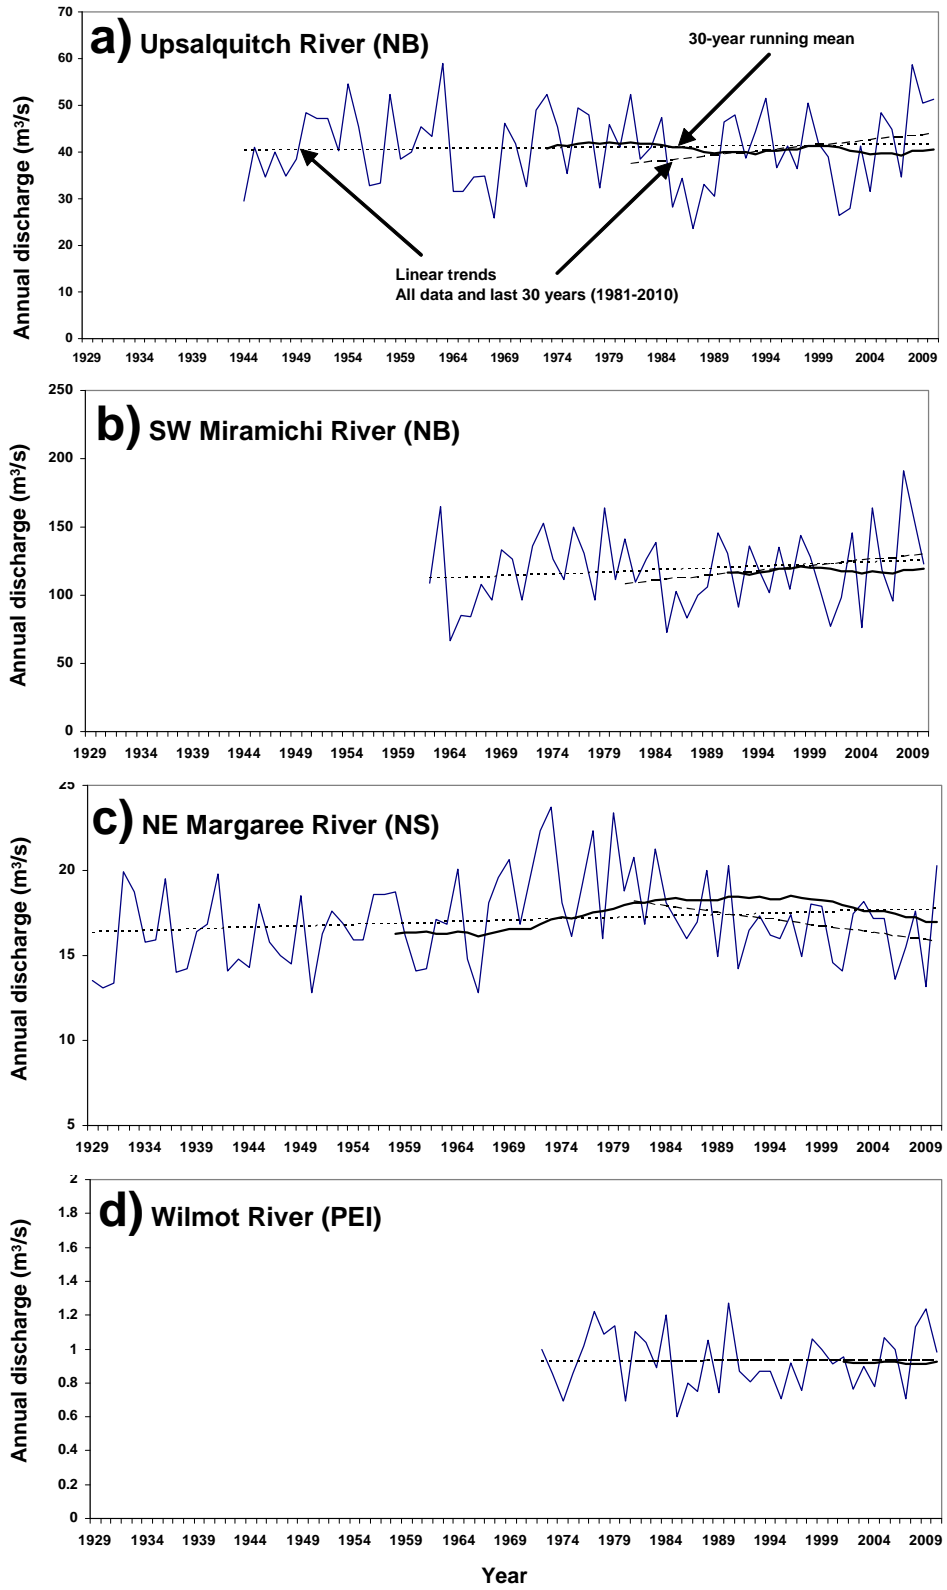 a) Upsalquitch River (NB)
30-year running mean
Linear trends
All data and last 30 years (1981-2010)
Annual discharge (m³/s)
70
60
50
40
30
20
10
0
1929 1934 1939 1944 1949 1954 1959 1964 1969 1974 1979 1984 1989 1994 1999 2004 2009
b) SW Miramichi River (NB)
Annual discharge (m³/s)
250
200
150
100
50
0
1929 1934 1939 1944 1949 1954 1959 1964 1969 1974 1979 1984 1989 1994 1999 2004 2009
c) NE Margaree River (NS)
Annual discharge (m³/s)
25
20
15
10
5
1929 1934 1939 1944 1949 1954 1959 1964 1969 1974 1979 1984 1989 1994 1999 2004 2009
d) Wilmot River (PEI)
Annual discharge (m³/s)
2
1.8
1.6
1.4
1.2
1
0.8
0.6
0.4
0.2
0
1929 1934 1939 1944 1949 1954 1959 1964 1969 1974 1979 1984 1989 1994 1999 2004 2009
Year